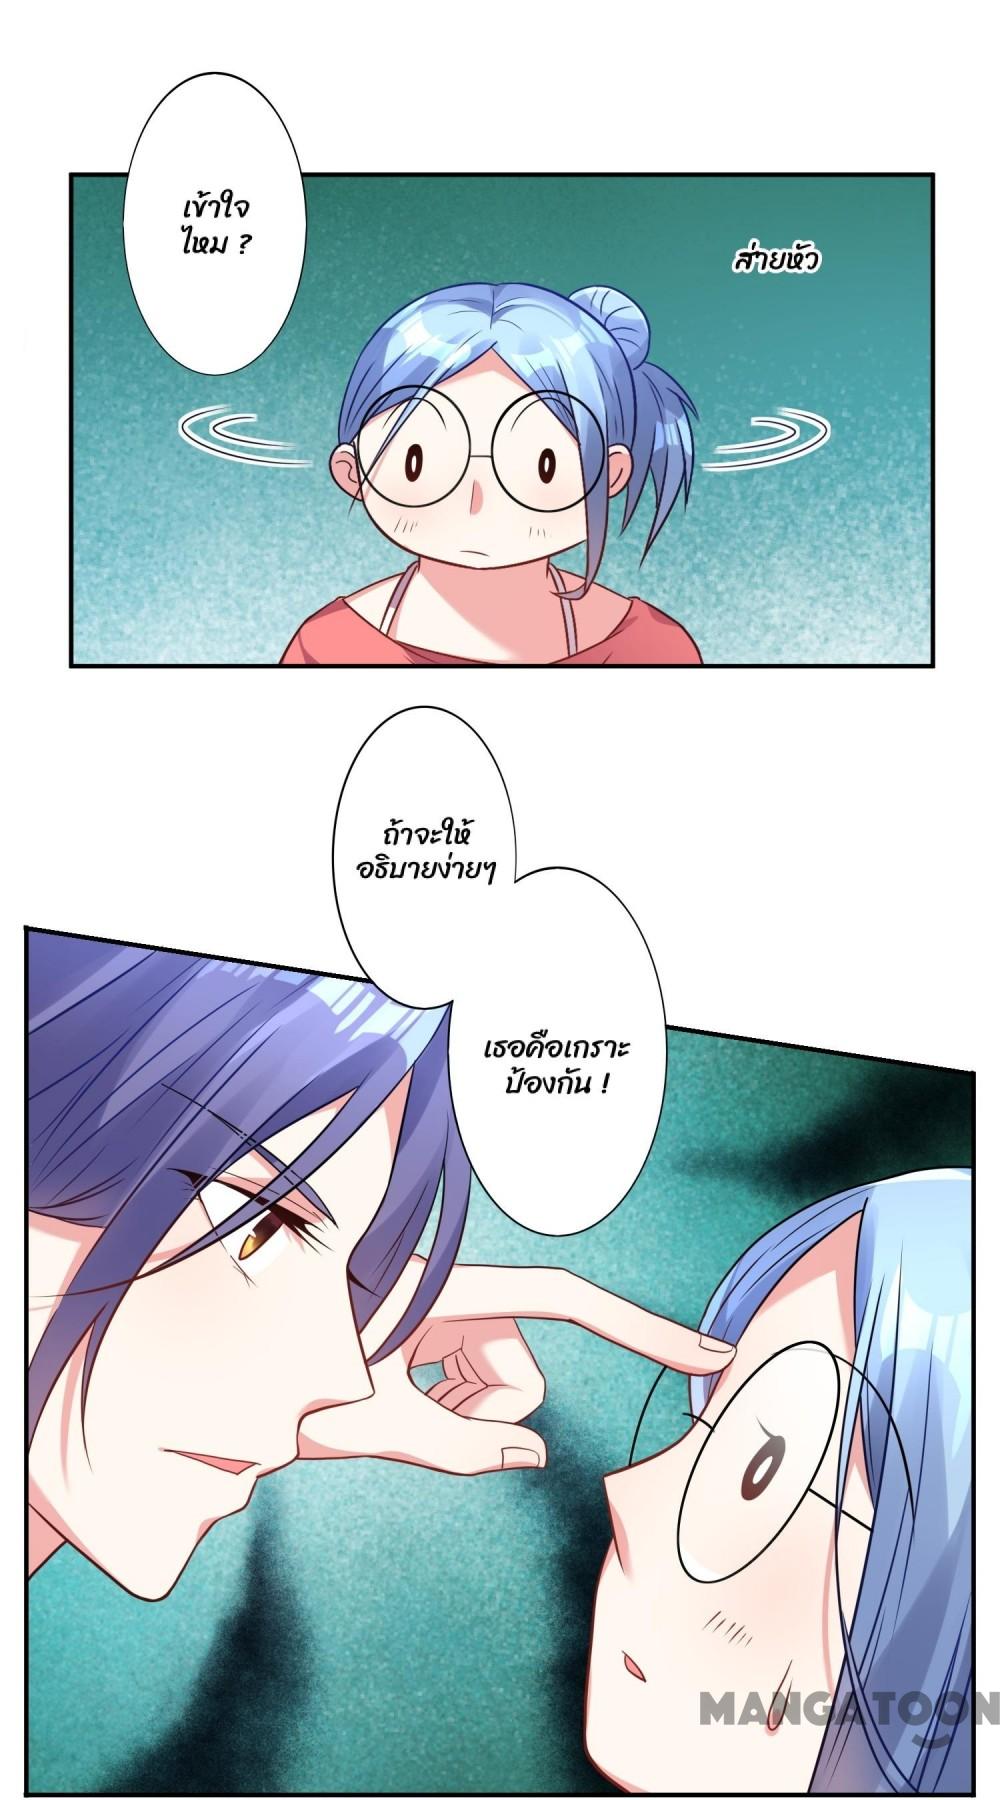 เข้าใจ
ไหม ?
ส่ายหัว
ถ้าจะให้
อธิบายง่ายๆ
เธอคือเกราะ
ป้องกัน !
MANGATOON